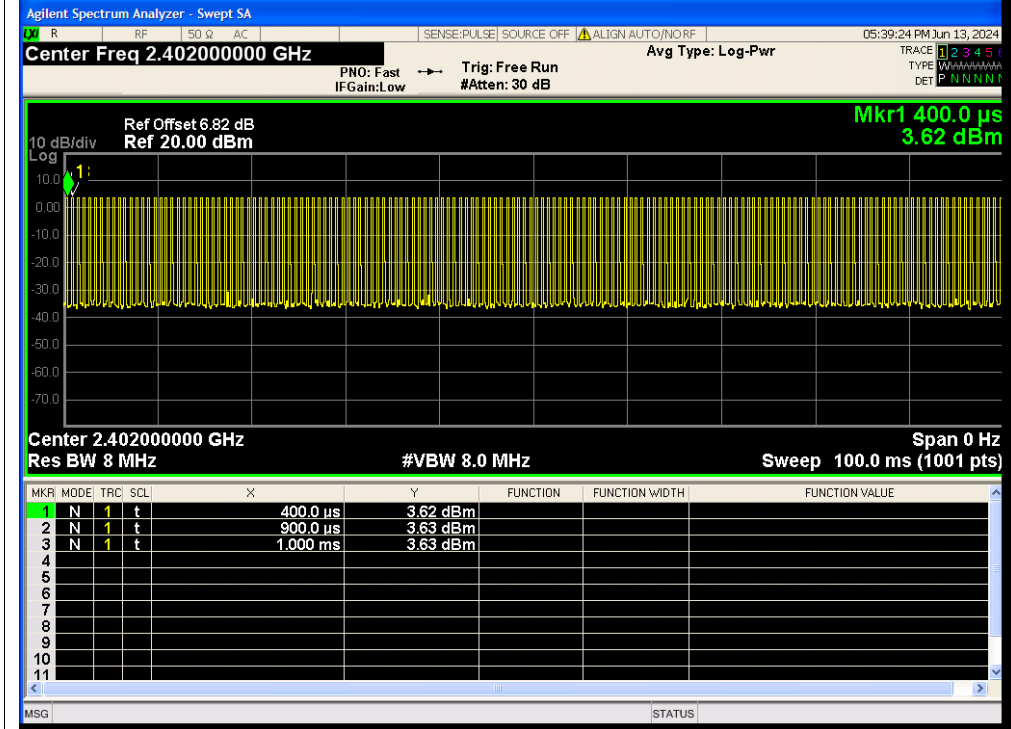 Agilent Spectrum Analyzer - Swept SA
LXI R RF 50 Ω AC SENSE:PULSE SOURCE OFF ALIGN AUTO/NO RF 05:39:24 PM Jun 13, 2024
Center Freq 2.402000000 GHz Avg Type: Log-Pwr TRACE 1 2 3 4 5 6
PNO: Fast Trig: Free Run TYPE
IFGain:Low #Atten: 30 dB DET P N N N N
Mkr1 400.0 µs
Ref Offset 6.82 dB
10 dB/div Ref 20.00 dBm 3.62 dBm
Log
1
10.0
0.00
-10.0
-20.0
-30.0
-40.0
-50.0
-60.0
-70.0
Center 2.402000000 GHz Span 0 Hz
Res BW 8 MHz #VBW 8.0 MHz Sweep 100.0 ms (1001 pts)
MKR MODE TRC SCL X Y FUNCTION FUNCTION WIDTH FUNCTION VALUE
1 N 1 t 400.0 µs 3.62 dBm
2 N 1 t 900.0 µs 3.63 dBm
3 N 1 t 1.000 ms 3.63 dBm
4
5
6
7
8
9
10
11
MSG STATUS